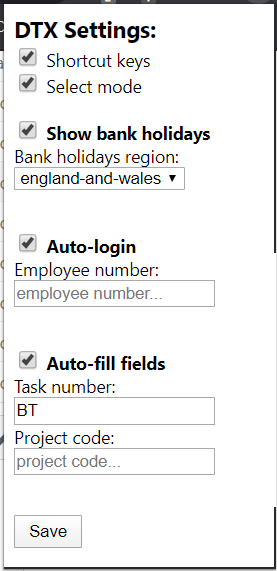 DTX Settings:
Shortcut keys
Select mode
Show bank holidays
Bank holidays region:
england-and-wales
Auto-login
Employee number:
employee number...
Auto-fill fields
Task number:
BT
Project code:
project code...
Save